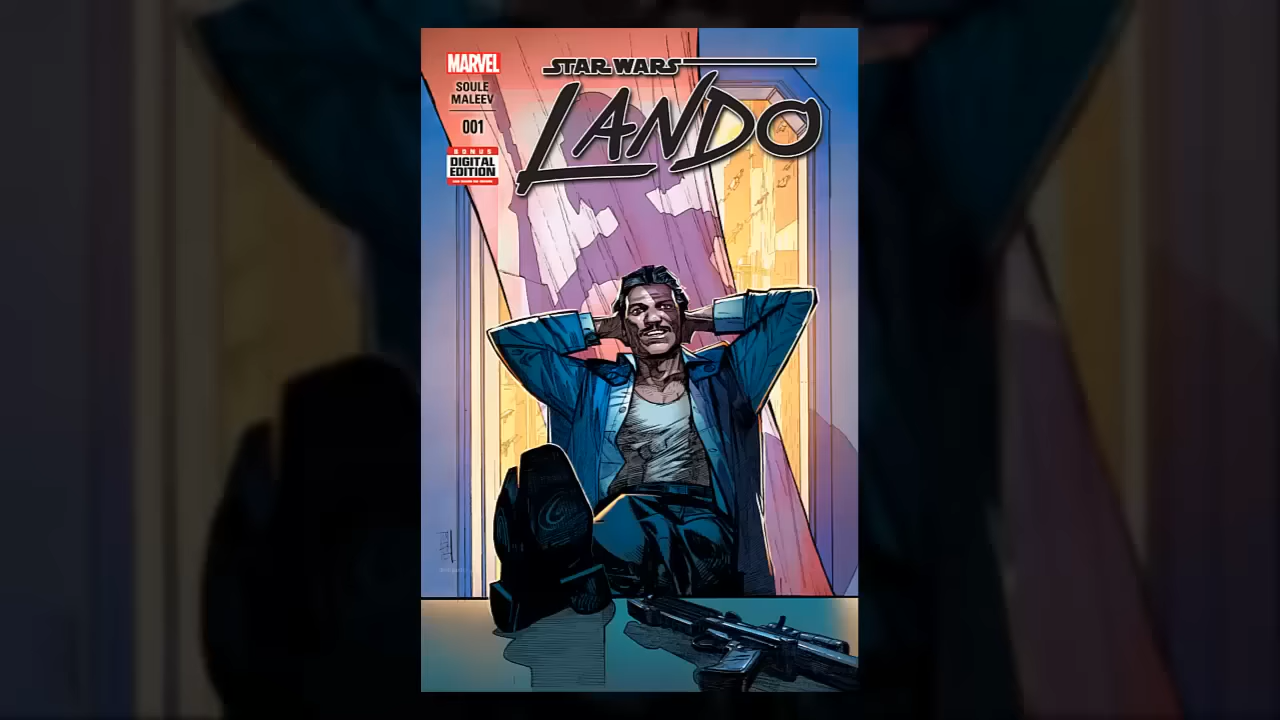 MARVEL
SOULE
MALEEV
001
BONUS
DIGITAL
EDITION
STAR WARS
LANDO